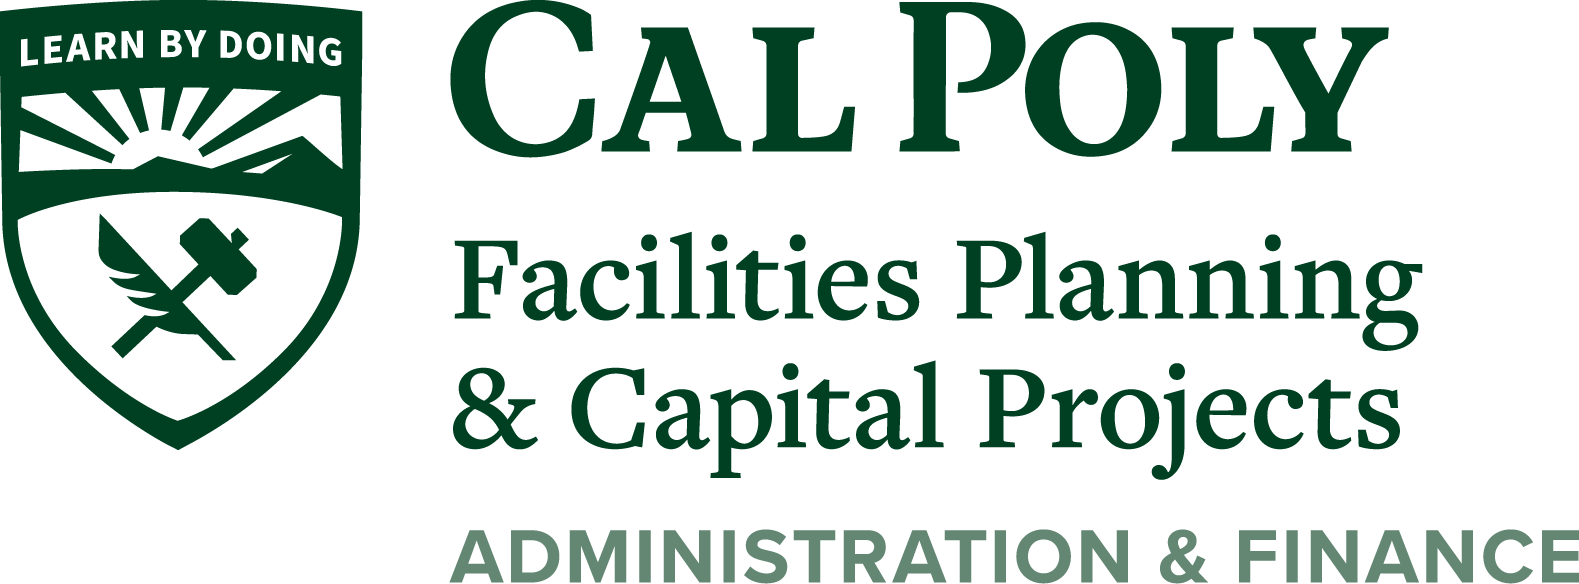 LEARN BY DOING
CAL POLY
Facilities Planning
& Capital Projects
ADMINISTRATION & FINANCE